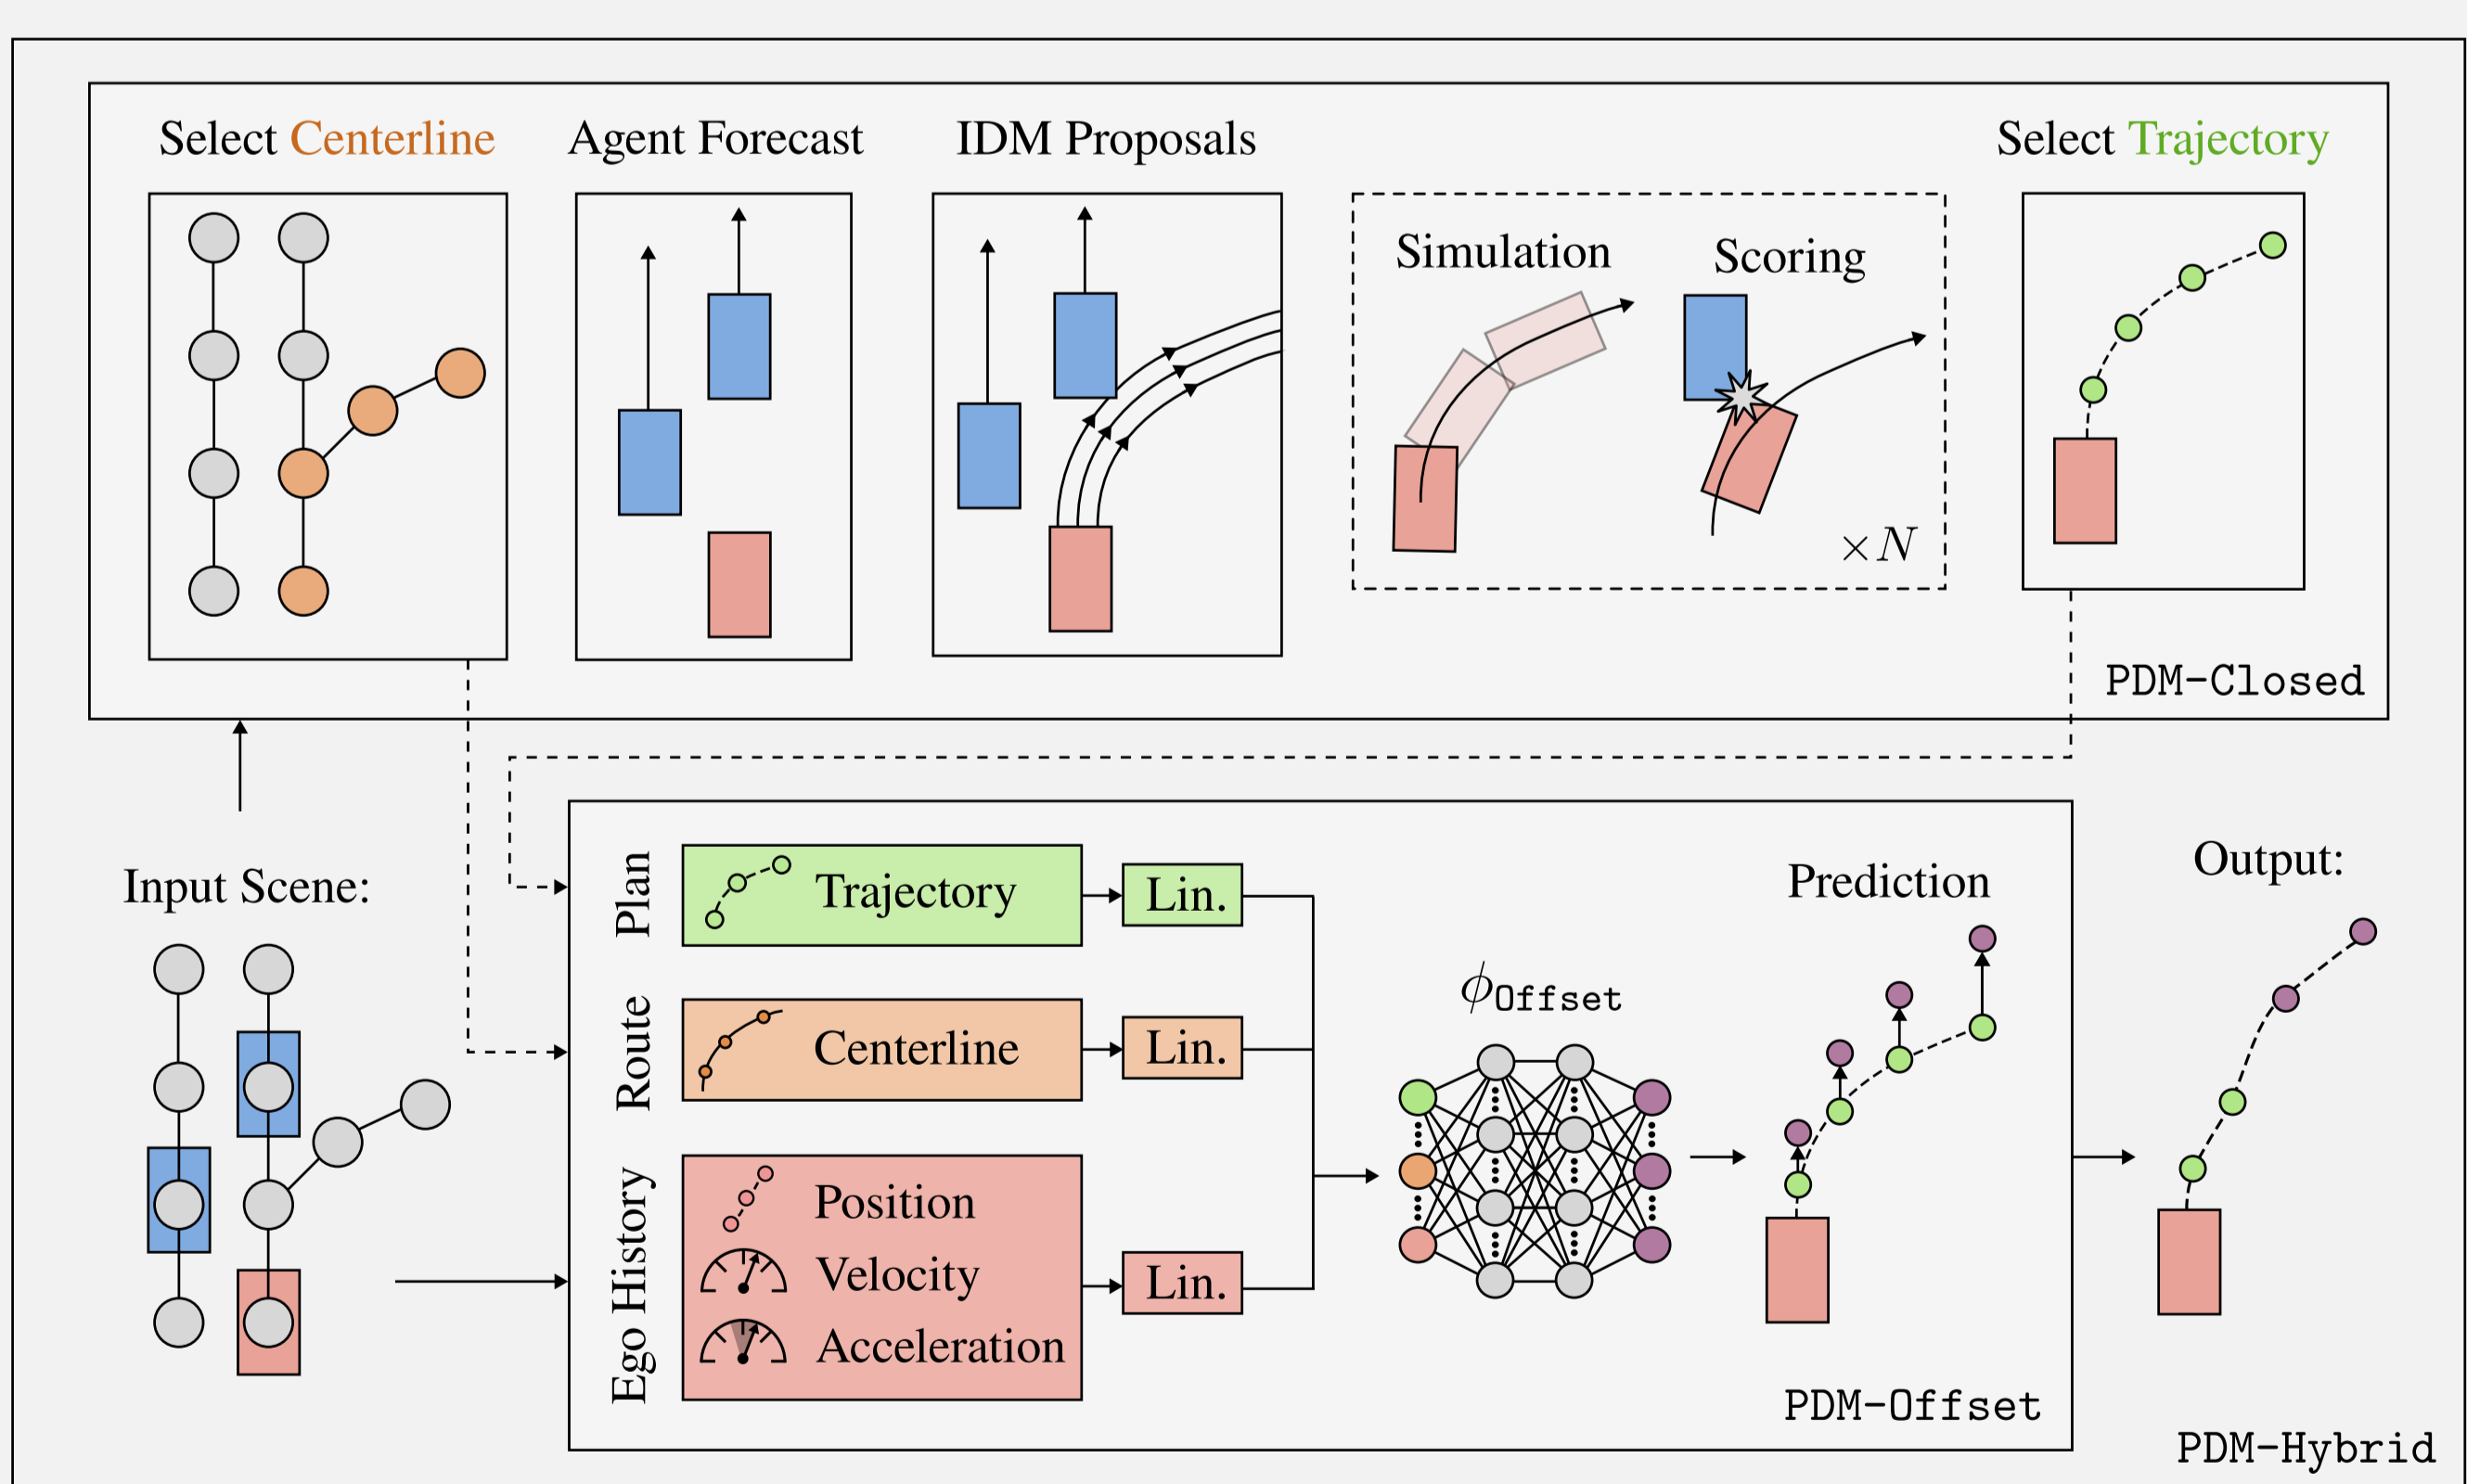 Select Centerline
Agent Forecast
IDM Proposals
Select Trajectory
Simulation
Scoring
×N
PDM-Closed
Input Scene:
Plan
Trajectory
Lin.
Route
Centerline
Lin.
Ego History
Position
Velocity
Acceleration
Lin.
ϕOffset
Prediction
PDM-Offset
Output:
PDM-Hybrid